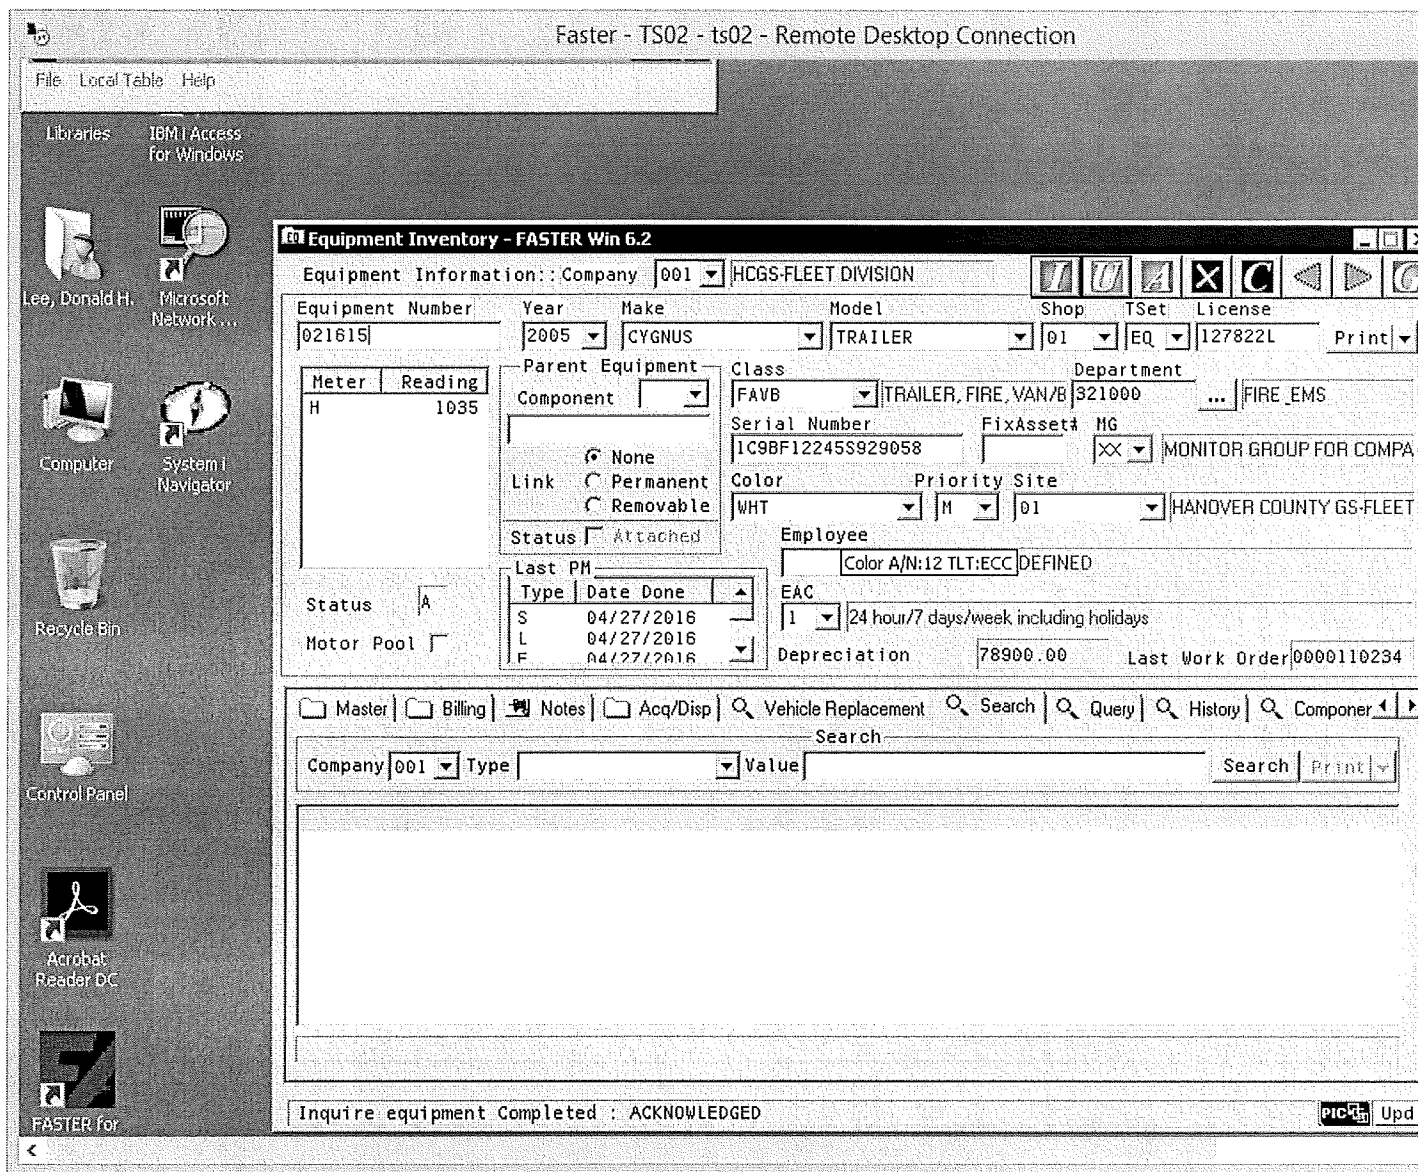 Faster - TS02 - ts02 - Remote Desktop Connection
File Local Table Help
Libraries
IBM i Access for Windows
Lee, Donald H.
Microsoft Network ...
Computer
System i Navigator
Recycle Bin
Control Panel
Acrobat Reader DC
FASTER for
Equipment Inventory - FASTER Win 6.2
Equipment Information:: Company 001 HCGS-FLEET DIVISION
I U A X C
Equipment Number Year Make Model Shop TSet License
021615 2005 CYGNUS TRAILER 01 EQ 127822L Print
Meter Reading
H 1035
Parent Equipment
Component
None
Link Permanent
Removable
Status Attached
Class Department
FAVB TRAILER, FIRE, VAN/B 321000 ... FIRE_EMS
Serial Number FixAsset# MG
1C9BF12245S929058 XX MONITOR GROUP FOR COMPA
Color Priority Site
WHT M 01 HANOVER COUNTY GS-FLEET
Employee
Color A/N:12 TLT:ECC DEFINED
Status A
Motor Pool
Last PM
Type Date Done
S 04/27/2016
L 04/27/2016
E 04/27/2016
EAC
1 24 hour/7 days/week including holidays
Depreciation 78900.00 Last Work Order 0000110234
Master Billing Notes Acq/Disp Vehicle Replacement Search Query History Componer
Search
Company 001 Type Value Search Print
Inquire equipment Completed : ACKNOWLEDGED
PIC Upd